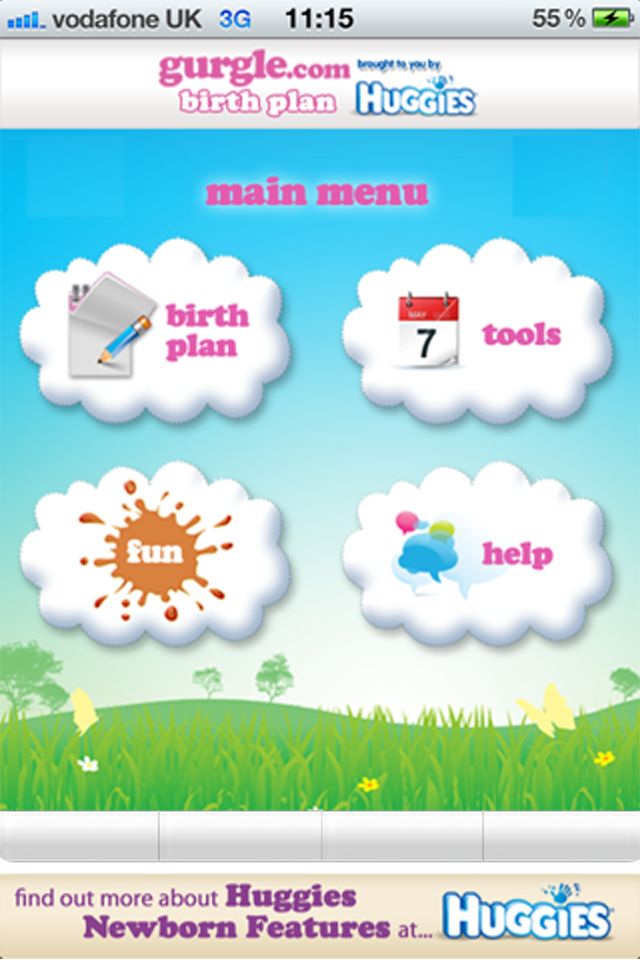 vodafone UK 3G 11:15 55%
gurgle.com brought to you by
birth plan HUGGIES
main menu
birth
plan
MAY
7
tools
fun
help
find out more about Huggies
Newborn Features at... HUGGIES